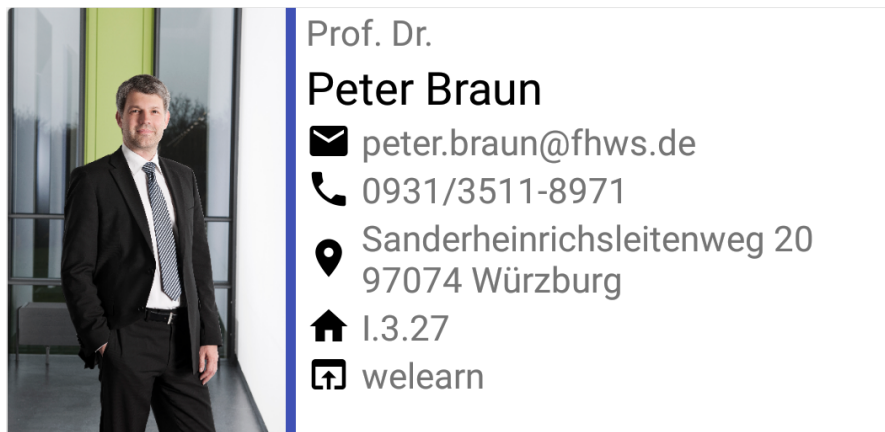 Prof. Dr.
Peter Braun
peter.braun@fhws.de
0931/3511-8971
Sanderheinrichsleitenweg 20
97074 Würzburg
I.3.27
welearn